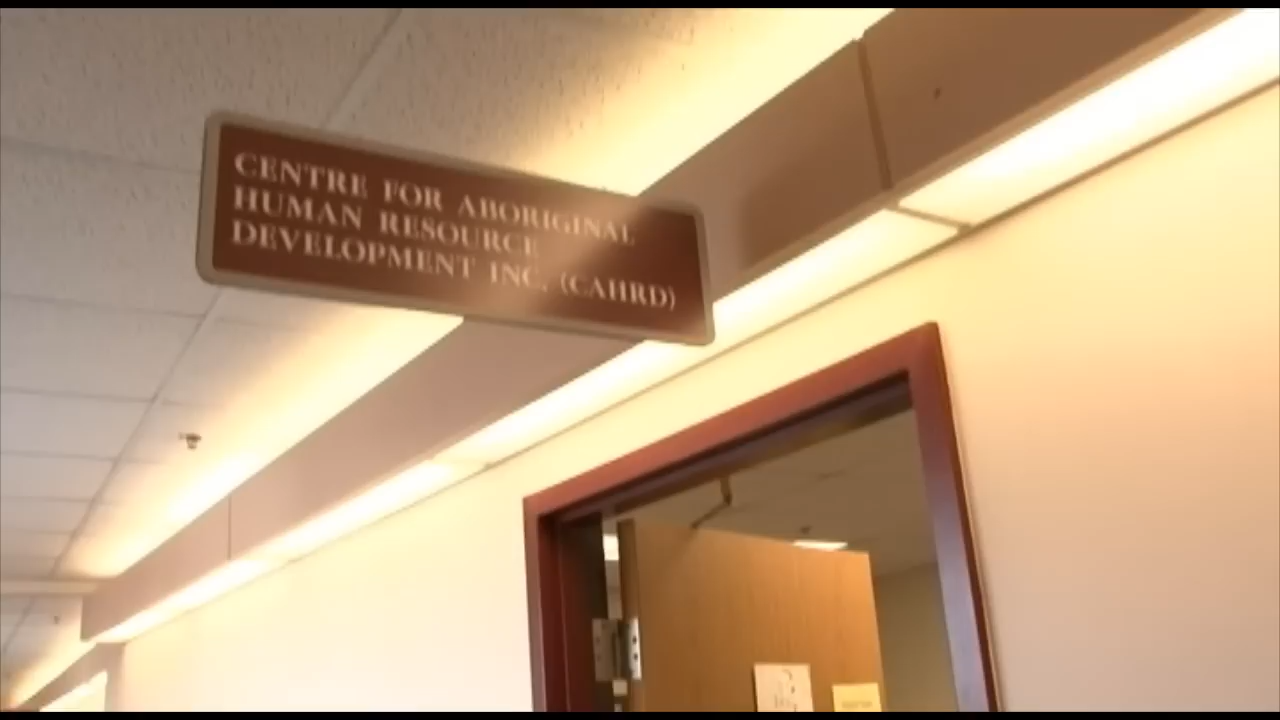 CENTRE FOR ABORIGINAL
HUMAN RESOURCE
DEVELOPMENT INC. (CAHRD)